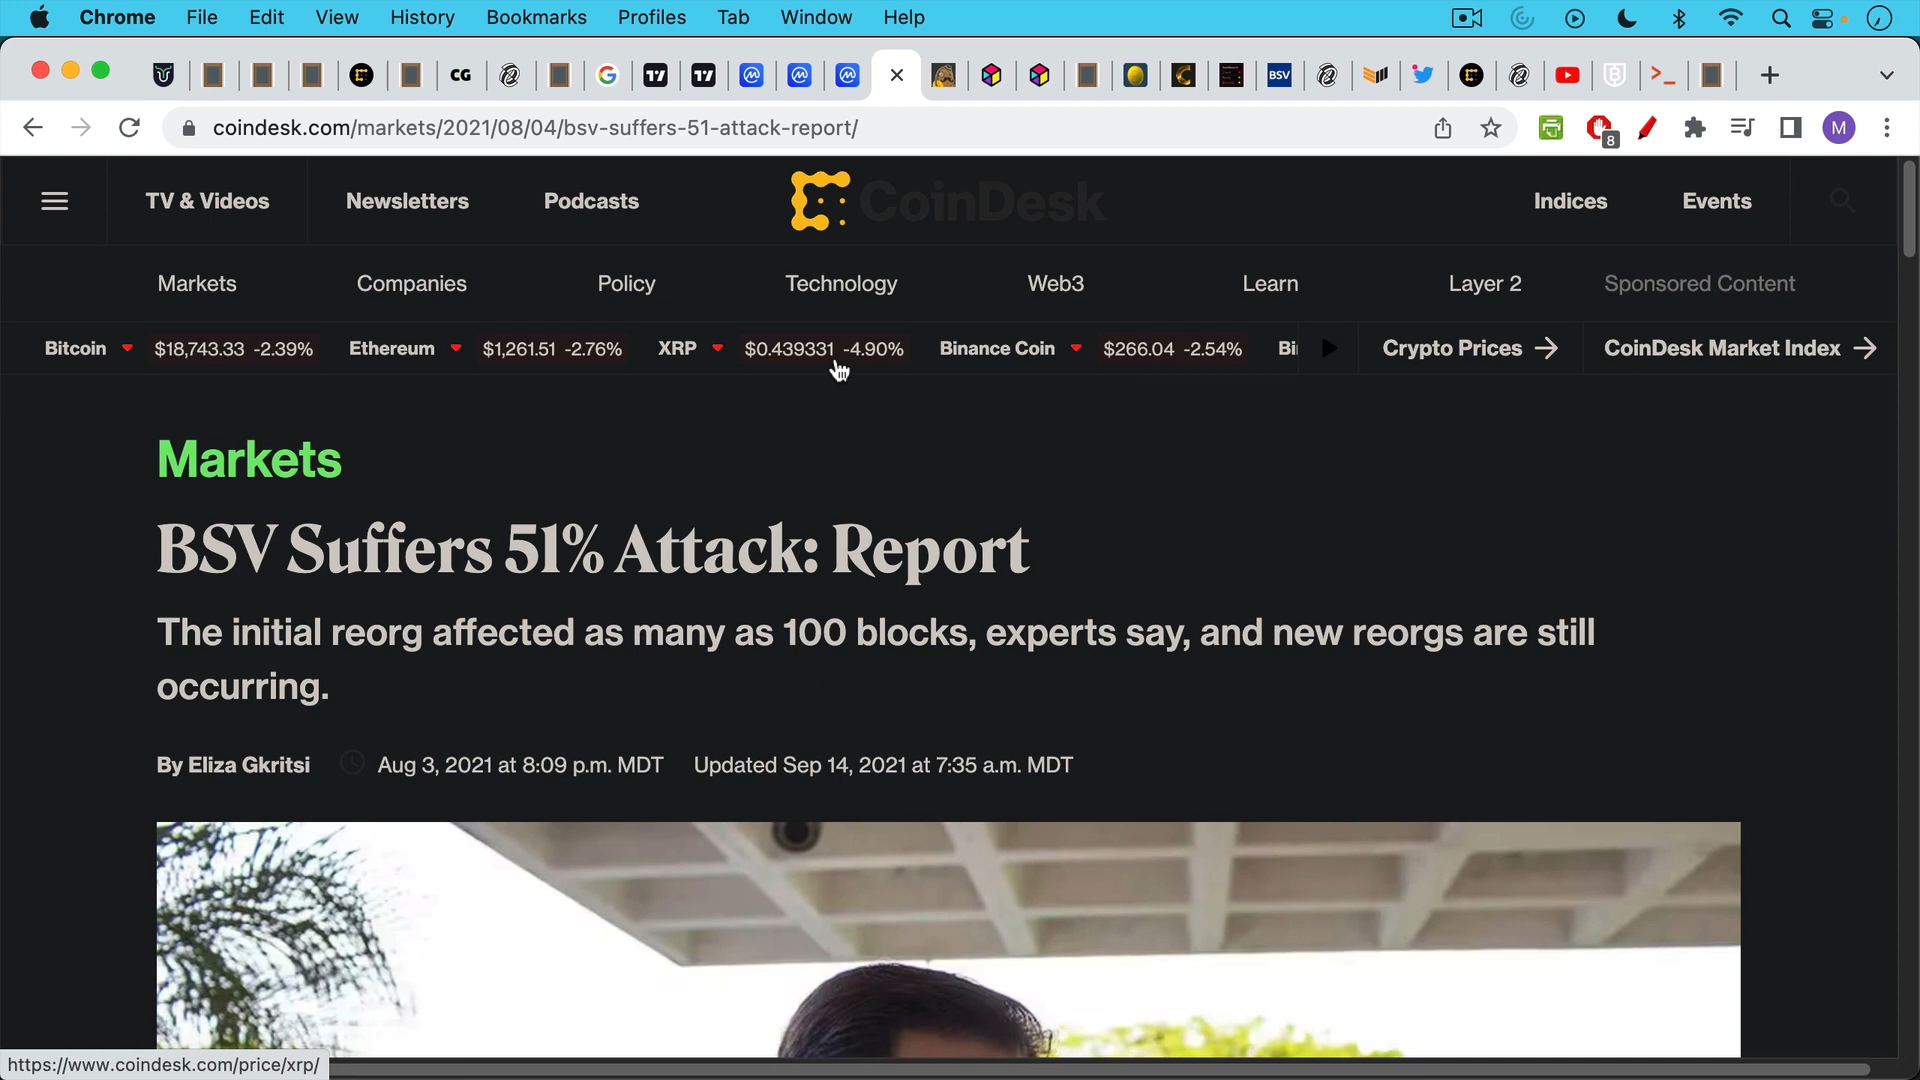 Chrome File Edit View History Bookmarks Profiles Tab Window Help
CG BSV
coindesk.com/markets/2021/08/04/bsv-suffers-51-attack-report/ 8 M
TV & Videos Newsletters Podcasts CoinDesk Indices Events
Markets Companies Policy Technology Web3 Learn Layer 2 Sponsored Content
Bitcoin $18,743.33 -2.39% Ethereum $1,261.51 -2.76% XRP $0.439331 -4.90% Binance Coin $266.04 -2.54% Bi Crypto Prices → CoinDesk Market Index →
Markets
BSV Suffers 51% Attack: Report
The initial reorg affected as many as 100 blocks, experts say, and new reorgs are still
occurring.
By Eliza Gkritsi Aug 3, 2021 at 8:09 p.m. MDT Updated Sep 14, 2021 at 7:35 a.m. MDT
https://www.coindesk.com/price/xrp/